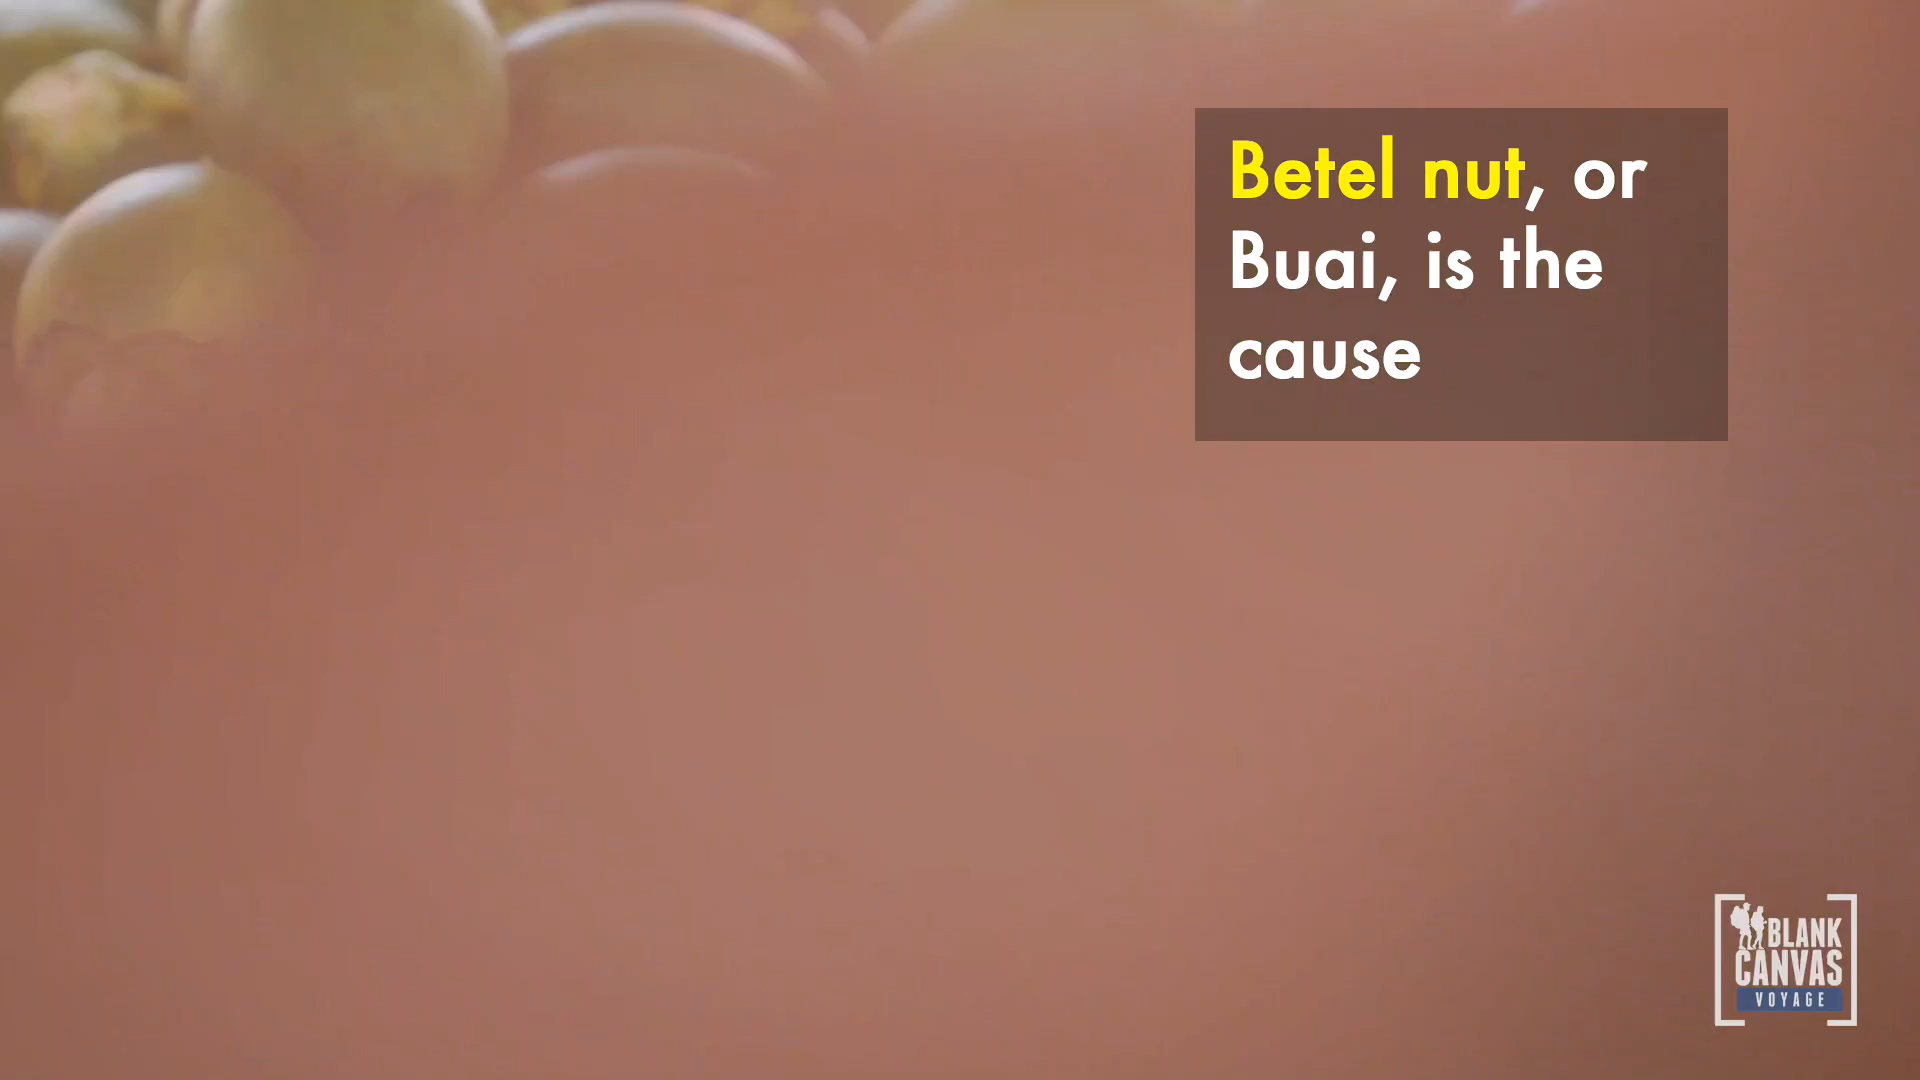 Betel nut, or
Buai, is the
cause
BLANK
CANVAS
VOYAGE